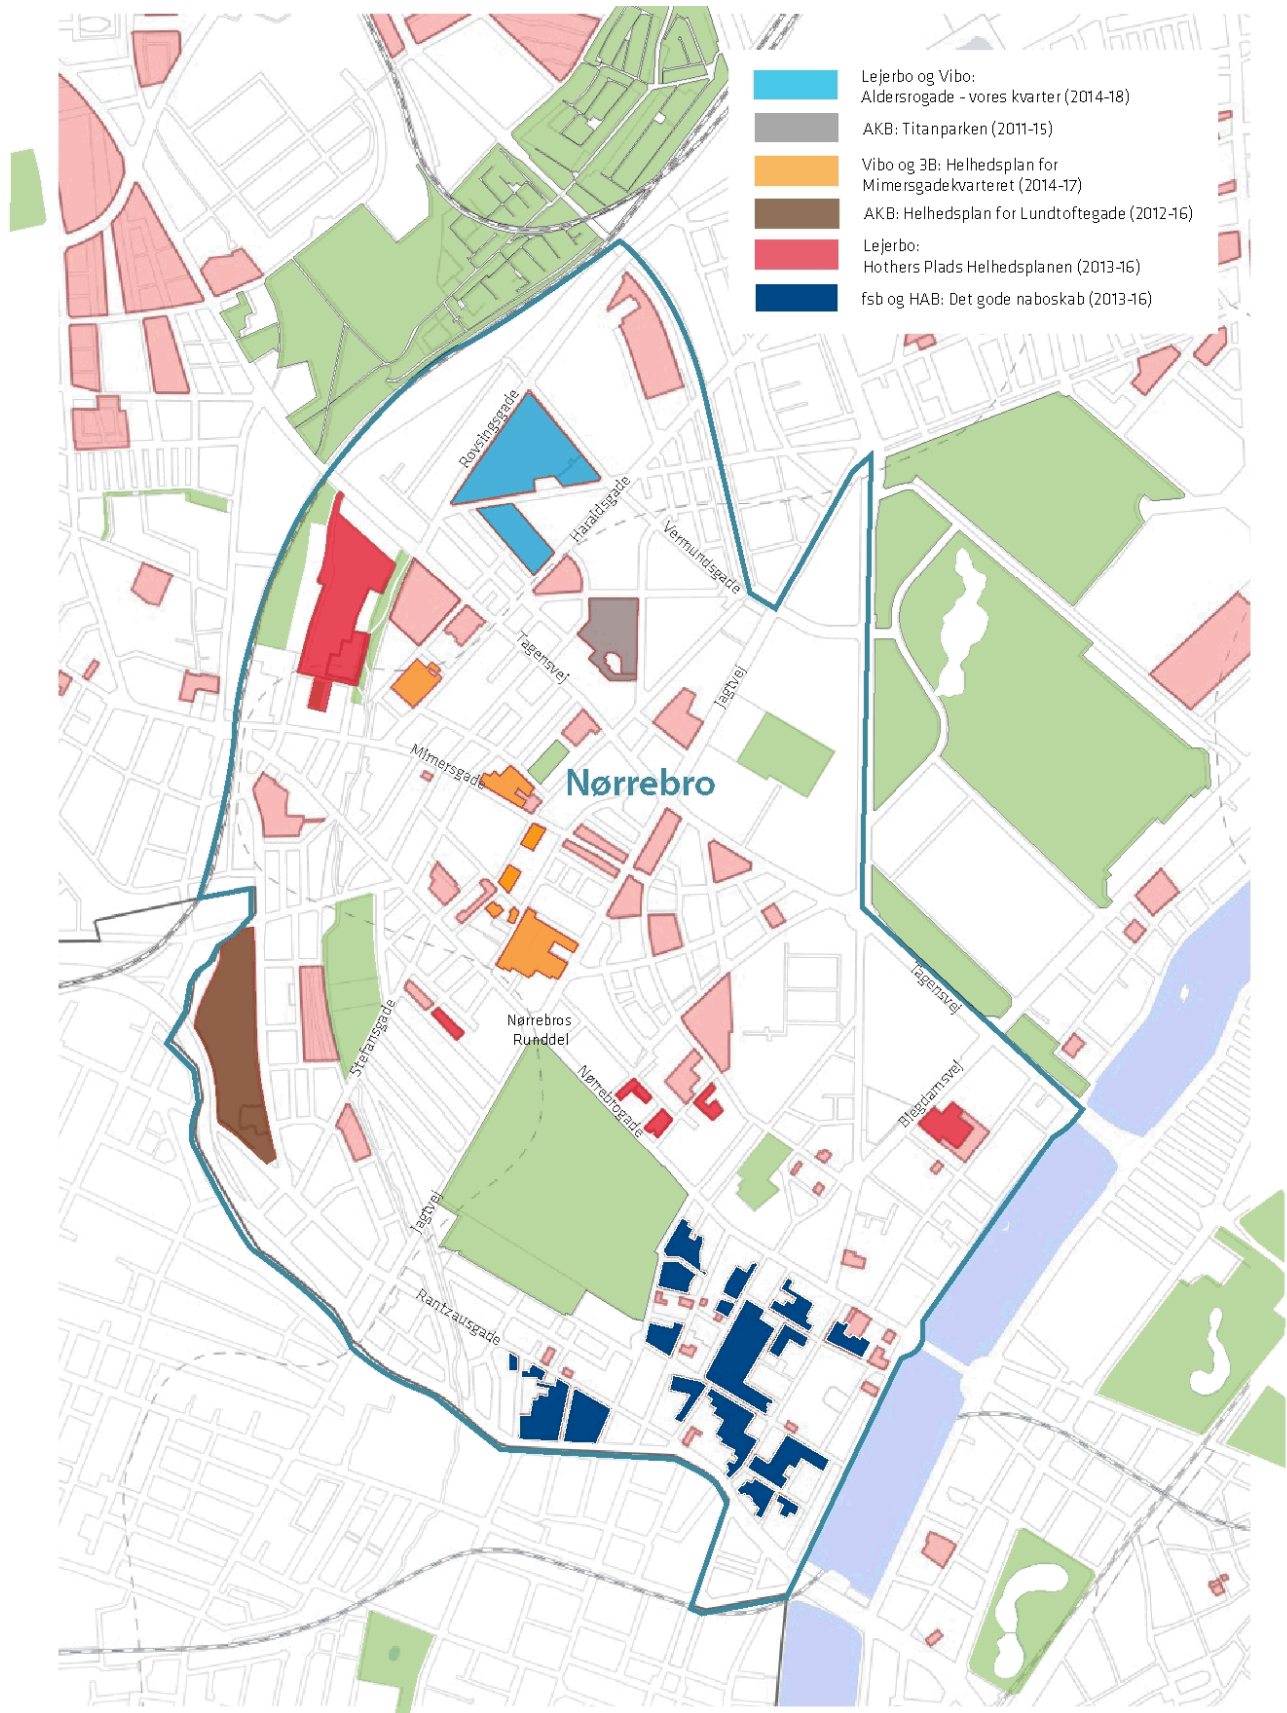 Lejerbo og Vibo:
Aldersrogade - vores kvarter (2014-18)
AKB: Titanparken (2011-15)
Vibo og 3B: Helhedsplan for
Mimersgadekvarteret (2014-17)
AKB: Helhedsplan for Lundtoftegade (2012-16)
Lejerbo:
Hothers Plads Helhedsplanen (2013-16)
fsb og HAB: Det gode naboskab (2013-16)
Rovsingsgade
Haraldsgade
Vermundsgade
Tagensvej
Jagtvej
Mimersgade
Nørrebro
Tagensvej
Stefansgade
Nørrebros
Runddel
Nørrebrogade
Blegdamsvej
Jagtvej
Rantzausgade